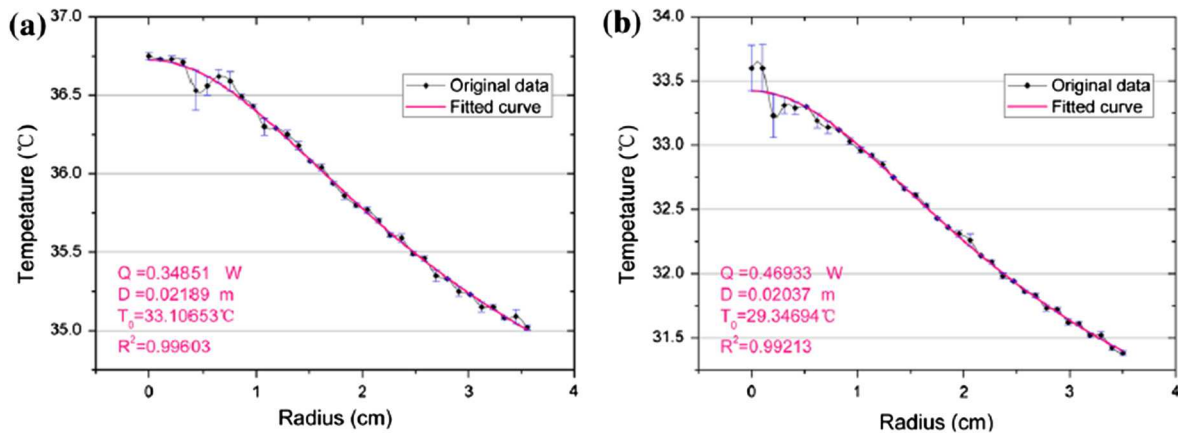 (a)
37.0
36.5
36.0
35.5
35.0
Tempetature (℃)
Original data
Fitted curve
Q=0.34851 W
D=0.02189 m
T0=33.10653℃
R2=0.99603
0 1 2 3 4
Radius (cm)
(b)
34.0
33.5
33.0
32.5
32.0
31.5
Tempetature (℃)
Original data
Fitted curve
Q=0.46933 W
D=0.02037 m
T0=29.34694℃
R2=0.99213
0 1 2 3 4
Radius (cm)